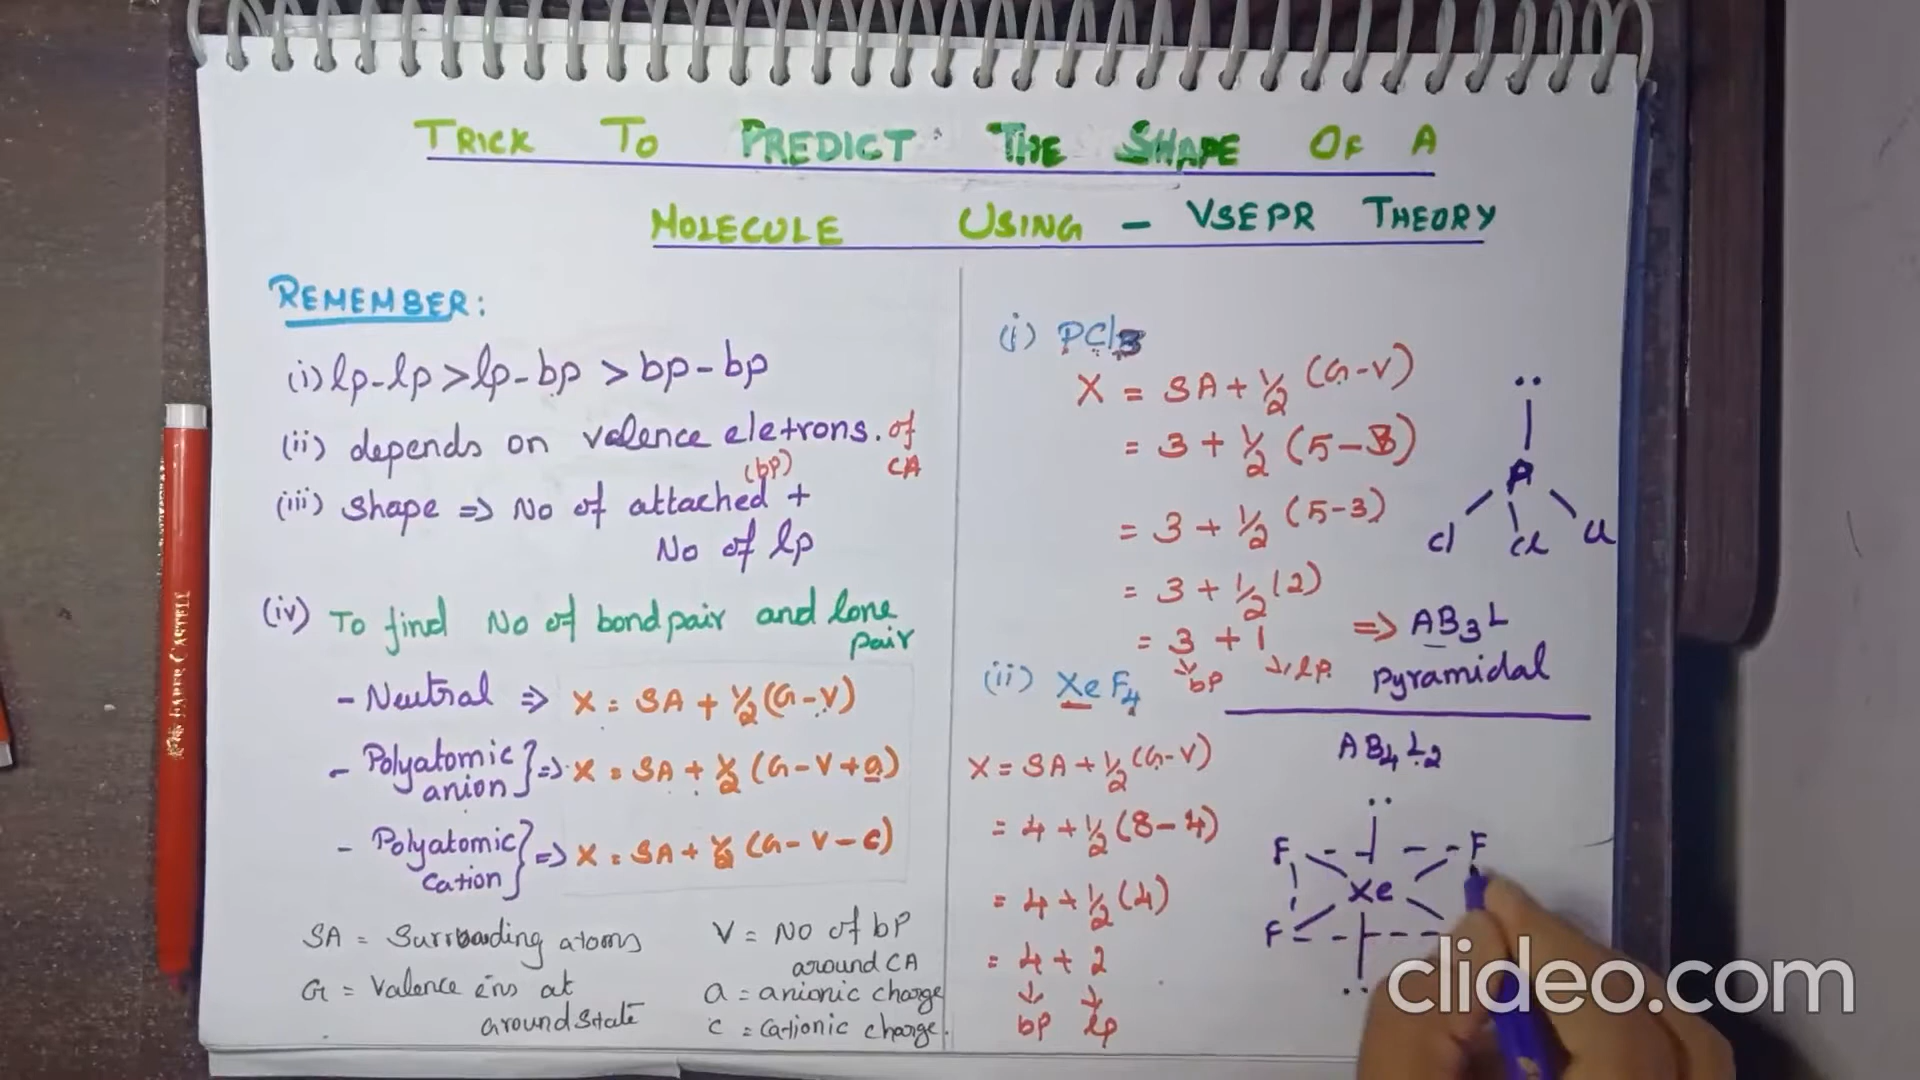 TRICK TO PREDICT THE SHAPE OF A
MOLECULE USING - VSEPR THEORY
REMEMBER:
(i) lp-lp > lp-bp > bp-bp
(ii) depends on valence eletrons. of CA
(iii) Shape => No of attached + (bp)
No of lp
(iv) To find No of bond pair and lone pair
- Neutral => X = SA + 1/2 (G-V)
- Polyatomic anion } => X = SA + 1/2 (G-V+a)
- Polyatomic Cation } => X = SA + 1/2 (G-V-c)
SA = Surrounding atoms
G = Valence e⁻ns at
ground state
V = No of bP
around CA
a = anionic charge
c = cationic charge.
(i) PCl3
X = SA + 1/2 (G-V)
= 3 + 1/2 (5-3)
= 3 + 1/2 (5-3)
= 3 + 1/2 (2)
= 3 + 1 => AB3L
bp lp.
Pyramidal
A
Cl Cl Cl
(ii) XeF4
X = SA + 1/2 (G-V)
= 4 + 1/2 (8-4)
= 4 + 1/2 (4)
= 4 + 2
bp lp
AB4L2
F F
Xe
F
clideo.com